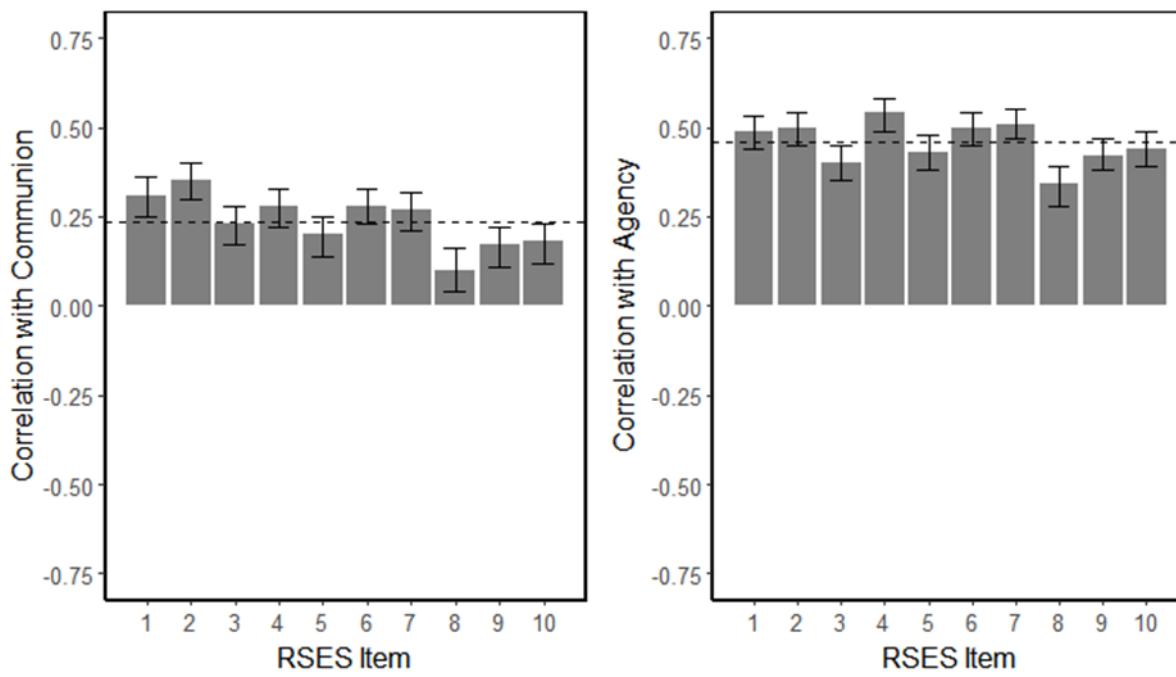 Correlation with Communion
0.75
0.50
0.25
0.00
-0.25
-0.50
-0.75
1 2 3 4 5 6 7 8 9 10
RSES Item
Correlation with Agency
0.75
0.50
0.25
0.00
-0.25
-0.50
-0.75
1 2 3 4 5 6 7 8 9 10
RSES Item